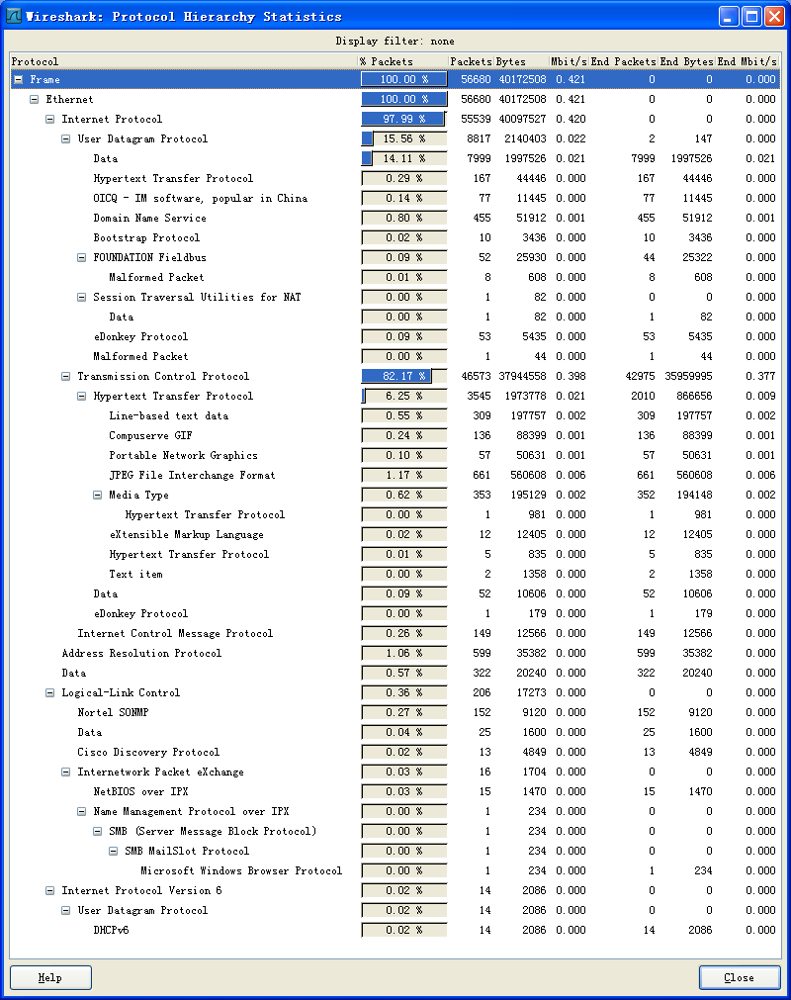 Wireshark: Protocol Hierarchy Statistics
Display filter: none
Protocol % Packets Packets Bytes Mbit/s End Packets End Bytes End Mbit/s
Frame 100.00 % 56680 40172508 0.421 0 0 0.000
Ethernet 100.00 % 56680 40172508 0.421 0 0 0.000
Internet Protocol 97.99 % 55539 40097527 0.420 0 0 0.000
User Datagram Protocol 15.56 % 8817 2140403 0.022 2 147 0.000
Data 14.11 % 7999 1997526 0.021 7999 1997526 0.021
Hypertext Transfer Protocol 0.29 % 167 44446 0.000 167 44446 0.000
OICQ - IM software, popular in China 0.14 % 77 11445 0.000 77 11445 0.000
Domain Name Service 0.80 % 455 51912 0.001 455 51912 0.001
Bootstrap Protocol 0.02 % 10 3436 0.000 10 3436 0.000
FOUNDATION Fieldbus 0.09 % 52 25930 0.000 44 25322 0.000
Malformed Packet 0.01 % 8 608 0.000 8 608 0.000
Session Traversal Utilities for NAT 0.00 % 1 82 0.000 0 0 0.000
Data 0.00 % 1 82 0.000 1 82 0.000
eDonkey Protocol 0.09 % 53 5435 0.000 53 5435 0.000
Malformed Packet 0.00 % 1 44 0.000 1 44 0.000
Transmission Control Protocol 82.17 % 46573 37944558 0.398 42975 35959995 0.377
Hypertext Transfer Protocol 6.25 % 3545 1973778 0.021 2010 866656 0.009
Line-based text data 0.55 % 309 197757 0.002 309 197757 0.002
Compuserve GIF 0.24 % 136 88399 0.001 136 88399 0.001
Portable Network Graphics 0.10 % 57 50631 0.001 57 50631 0.001
JPEG File Interchange Format 1.17 % 661 560608 0.006 661 560608 0.006
Media Type 0.62 % 353 195129 0.002 352 194148 0.002
Hypertext Transfer Protocol 0.00 % 1 981 0.000 1 981 0.000
eXtensible Markup Language 0.02 % 12 12405 0.000 12 12405 0.000
Hypertext Transfer Protocol 0.01 % 5 835 0.000 5 835 0.000
Text item 0.00 % 2 1358 0.000 2 1358 0.000
Data 0.09 % 52 10606 0.000 52 10606 0.000
eDonkey Protocol 0.00 % 1 179 0.000 1 179 0.000
Internet Control Message Protocol 0.26 % 149 12566 0.000 149 12566 0.000
Address Resolution Protocol 1.06 % 599 35382 0.000 599 35382 0.000
Data 0.57 % 322 20240 0.000 322 20240 0.000
Logical-Link Control 0.36 % 206 17273 0.000 0 0 0.000
Nortel SONMP 0.27 % 152 9120 0.000 152 9120 0.000
Data 0.04 % 25 1600 0.000 25 1600 0.000
Cisco Discovery Protocol 0.02 % 13 4849 0.000 13 4849 0.000
Internetwork Packet eXchange 0.03 % 16 1704 0.000 0 0 0.000
NetBIOS over IPX 0.03 % 15 1470 0.000 15 1470 0.000
Name Management Protocol over IPX 0.00 % 1 234 0.000 0 0 0.000
SMB (Server Message Block Protocol) 0.00 % 1 234 0.000 0 0 0.000
SMB MailSlot Protocol 0.00 % 1 234 0.000 0 0 0.000
Microsoft Windows Browser Protocol 0.00 % 1 234 0.000 1 234 0.000
Internet Protocol Version 6 0.02 % 14 2086 0.000 0 0 0.000
User Datagram Protocol 0.02 % 14 2086 0.000 0 0 0.000
DHCPv6 0.02 % 14 2086 0.000 14 2086 0.000
Help Close